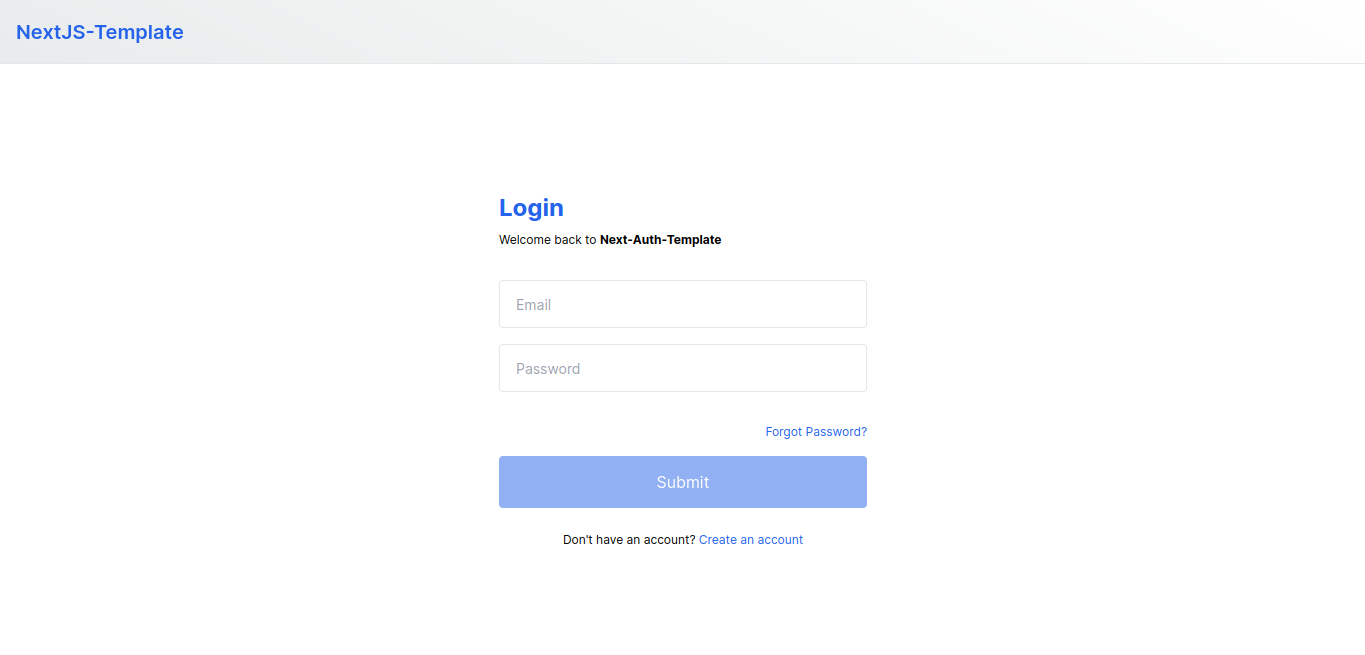 NextJS-Template
Login
Welcome back to Next-Auth-Template
Email
Password
Forgot Password?
Submit
Don't have an account? Create an account